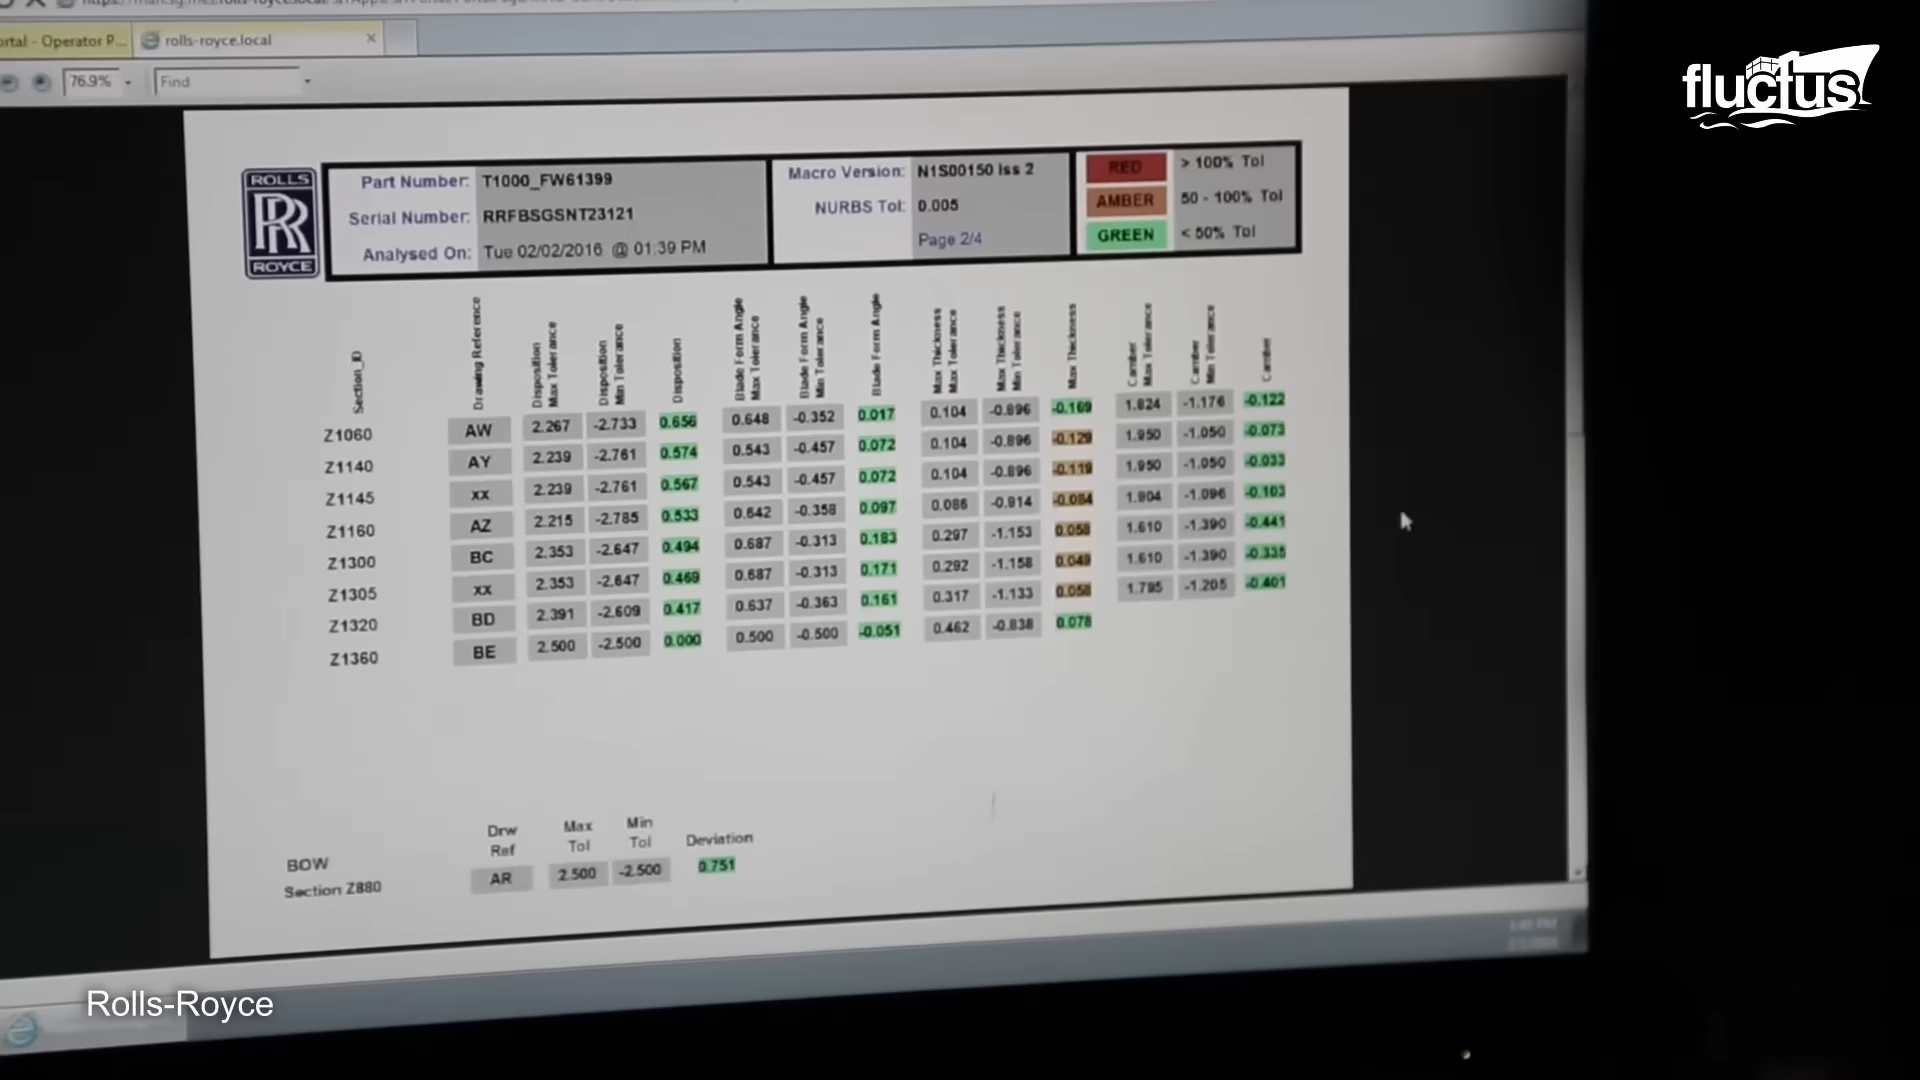 ortal - Operator P...
rolls-royce.local
76.9%
Find
fluctus
ROLLS
RR
ROYCE
Part Number: T1000_FW61399
Serial Number: RRFBSGSNT23121
Analysed On: Tue 02/02/2016 @ 01:39 PM
Macro Version: N1S00150 Iss 2
NURBS Tol: 0.005
Page 2/4
RED > 100% Tol
AMBER 50 - 100% Tol
GREEN < 50% Tol
Section_ID
Drawing Reference
Disposition
Max Tolerance
Disposition
Min Tolerance
Disposition
Blade Form Angle
Max Tolerance
Blade Form Angle
Min Tolerance
Blade Form Angle
Max Thickness
Max Tolerance
Max Thickness
Min Tolerance
Max Thickness
Camber
Max Tolerance
Camber
Min Tolerance
Camber
Z1060 AW 2.267 -2.733 0.656 0.648 -0.352 0.017 0.104 -0.896 -0.169 1.824 -1.176 -0.122
Z1140 AY 2.239 -2.761 0.574 0.543 -0.457 0.072 0.104 -0.896 -0.129 1.950 -1.050 -0.073
Z1145 xx 2.239 -2.761 0.567 0.543 -0.457 0.072 0.104 -0.896 -0.119 1.950 -1.050 -0.033
Z1160 AZ 2.215 -2.785 0.533 0.642 -0.358 0.097 0.086 -0.914 -0.084 1.904 -1.096 -0.103
Z1300 BC 2.353 -2.647 0.494 0.687 -0.313 0.183 0.297 -1.153 0.058 1.610 -1.390 -0.441
Z1305 xx 2.353 -2.647 0.469 0.687 -0.313 0.171 0.292 -1.158 0.049 1.610 -1.390 -0.335
Z1320 BD 2.391 -2.609 0.417 0.637 -0.363 0.161 0.317 -1.133 0.058 1.795 -1.205 -0.401
Z1360 BE 2.500 -2.500 0.000 0.500 -0.500 -0.051 0.462 -0.838 0.078
Drw
Ref
Max
Tol
Min
Tol
Deviation
BOW
Section Z880 AR 2.500 -2.500 0.751
Rolls-Royce